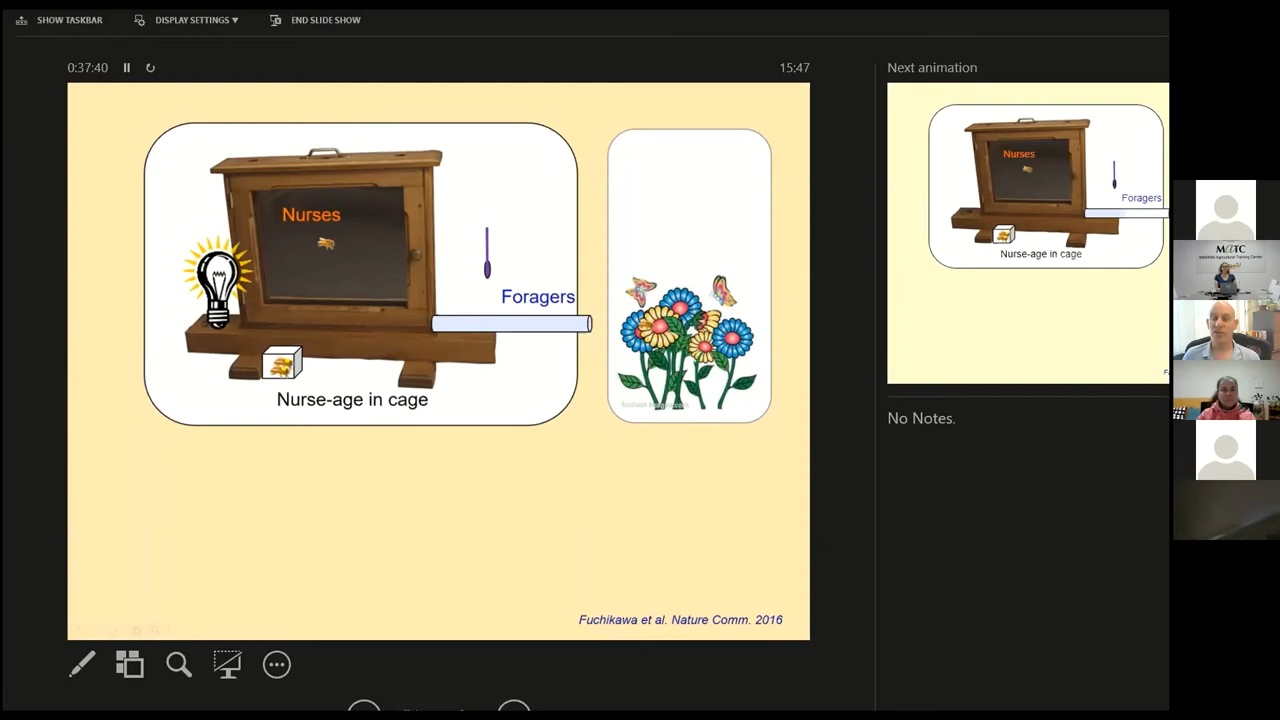 SHOW TASKBAR
DISPLAY SETTINGS ▾
END SLIDE SHOW
0:37:40
15:47
Next animation
Nurses
Foragers
Nurse-age in cage
Fuchikawa et al. Nature Comm. 2016
Nurses
Foragers
Nurse-age in cage
No Notes.
MATC